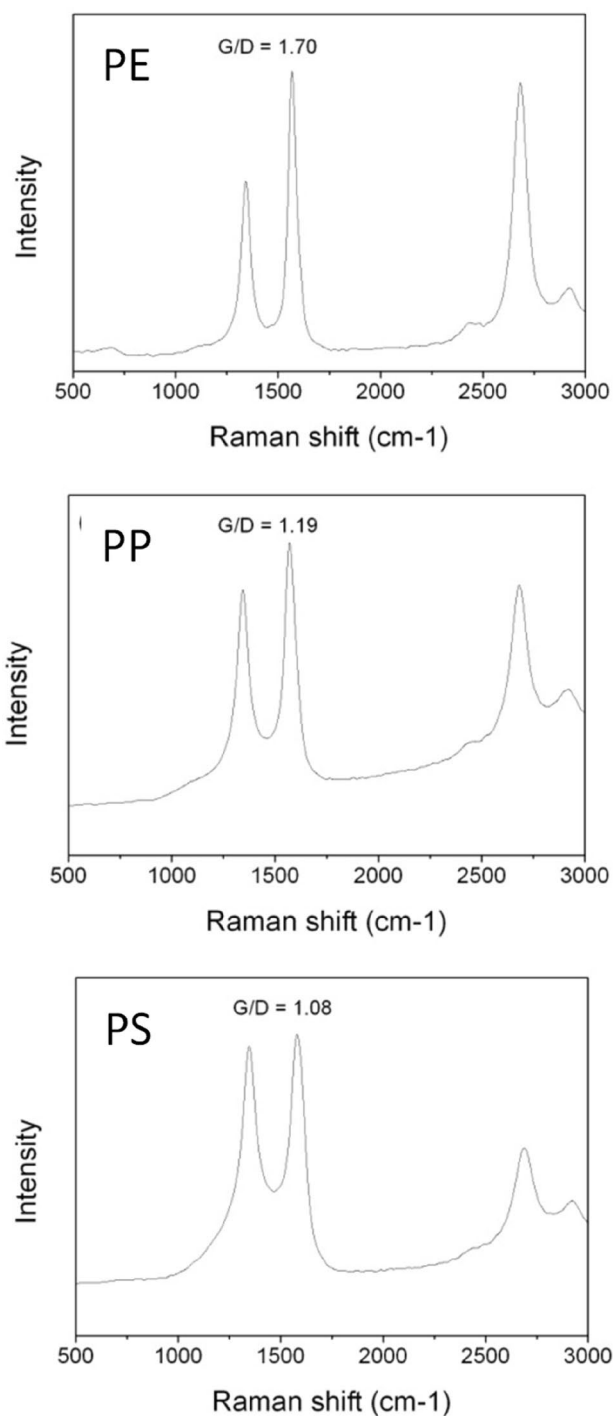 PE
G/D = 1.70
Intensity
500 1000 1500 2000 2500 3000
Raman shift (cm-1)
PP
G/D = 1.19
Intensity
500 1000 1500 2000 2500 3000
Raman shift (cm-1)
PS
G/D = 1.08
Intensity
500 1000 1500 2000 2500 3000
Raman shift (cm-1)